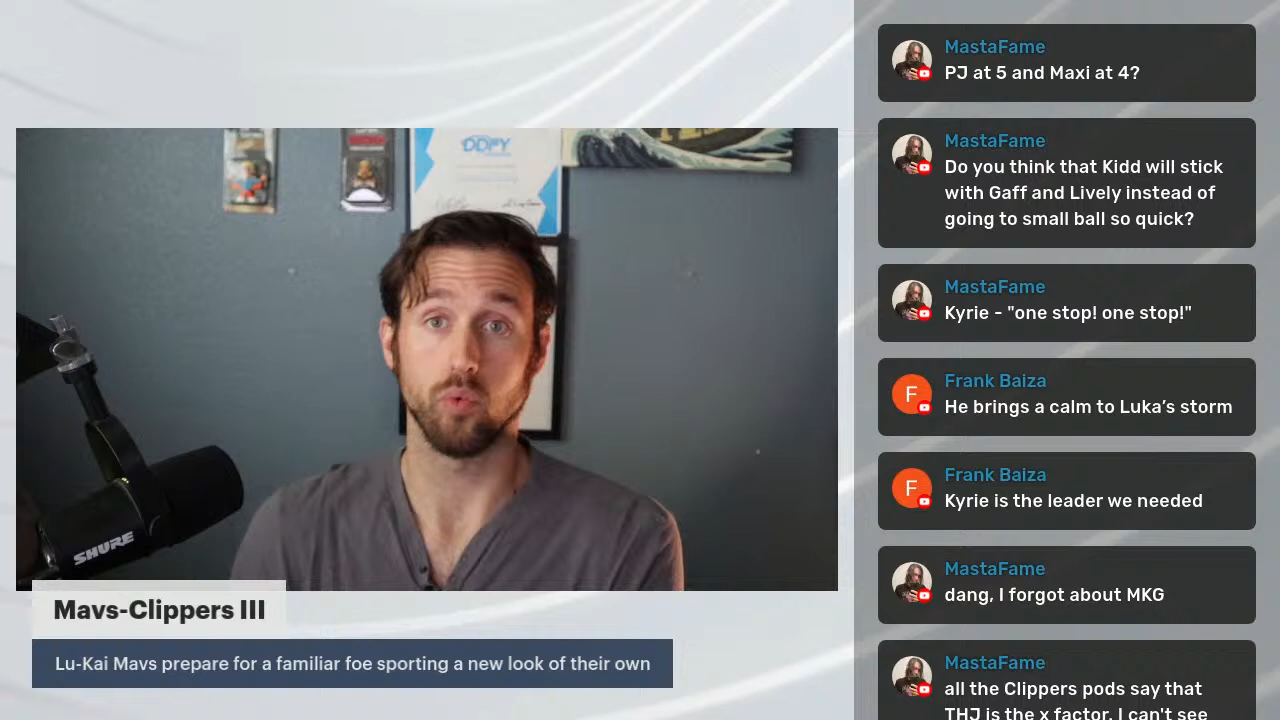 DDFY
SHURE
Mavs-Clippers III
Lu-Kai Mavs prepare for a familiar foe sporting a new look of their own
MastaFame
PJ at 5 and Maxi at 4?
MastaFame
Do you think that Kidd will stick
with Gaff and Lively instead of
going to small ball so quick?
MastaFame
Kyrie - "one stop! one stop!"
F
Frank Baiza
He brings a calm to Luka’s storm
F
Frank Baiza
Kyrie is the leader we needed
MastaFame
dang, I forgot about MKG
MastaFame
all the Clippers pods say that
THJ is the x factor. I can't see